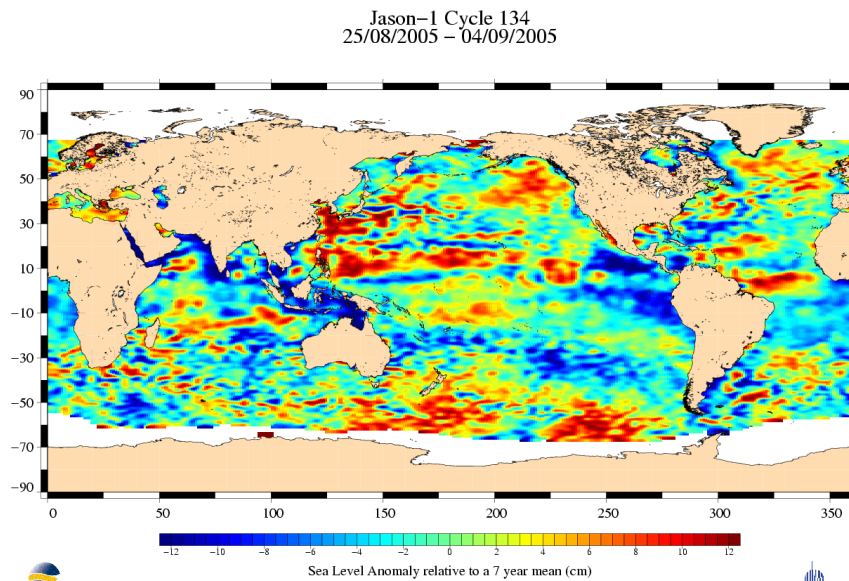 Jason−1 Cycle 134
25/08/2005 − 04/09/2005
90
70
50
30
10
−10
−30
−50
−70
−90
0 50 100 150 200 250 300 350
−12 −10 −8 −6 −4 −2 0 2 4 6 8 10 12
Sea Level Anomaly relative to a 7 year mean (cm)